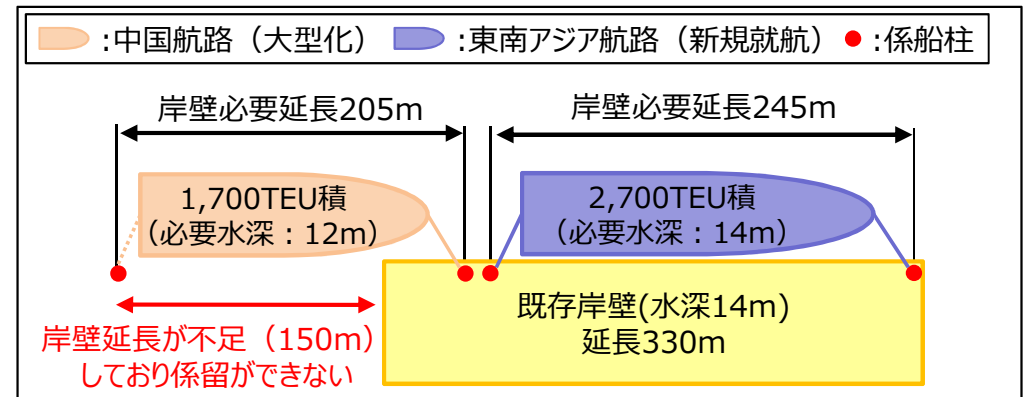 :中国航路（大型化） :東南アジア航路（新規就航） :係船柱
岸壁必要延長205m
岸壁必要延長245m
1,700TEU積
（必要水深：12m）
2,700TEU積
（必要水深：14m）
既存岸壁(水深14m)
延長330m
岸壁延長が不足（150m）
しており係留ができない